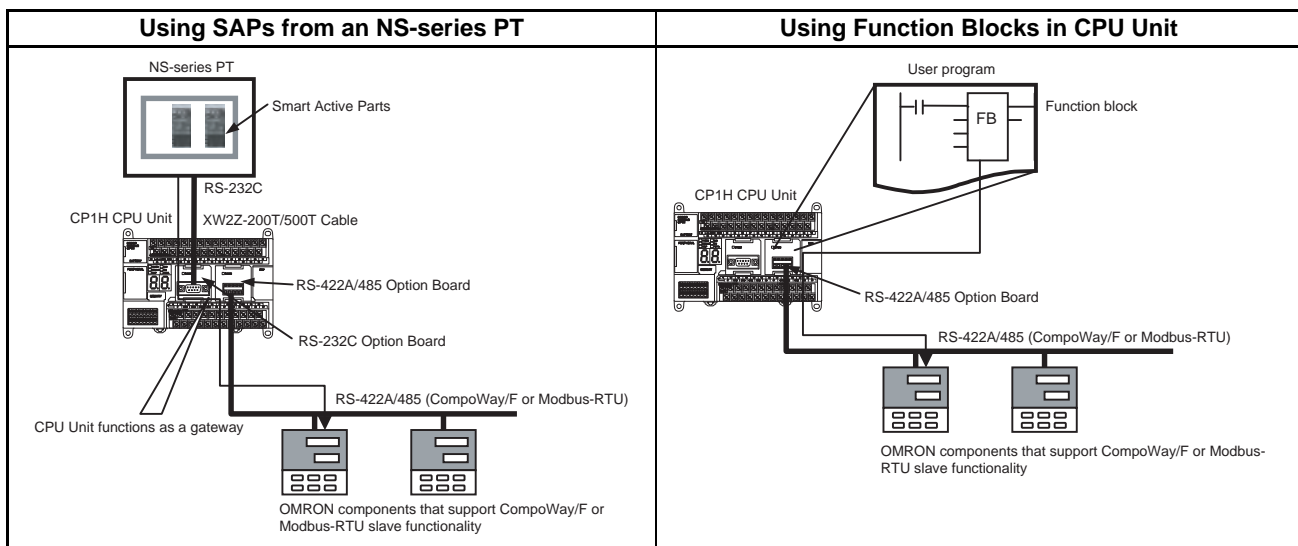 Using SAPs from an NS-series PT
NS-series PT
Smart Active Parts
RS-232C
CP1H CPU Unit
XW2Z-200T/500T Cable
RS-422A/485 Option Board
RS-232C Option Board
RS-422A/485 (CompoWay/F or Modbus-RTU)
CPU Unit functions as a gateway
OMRON components that support CompoWay/F or
Modbus-RTU slave functionality
Using Function Blocks in CPU Unit
User program
FB
Function block
CP1H CPU Unit
RS-422A/485 Option Board
RS-422A/485 (CompoWay/F or Modbus-RTU)
OMRON components that support CompoWay/F or Modbus-
RTU slave functionality